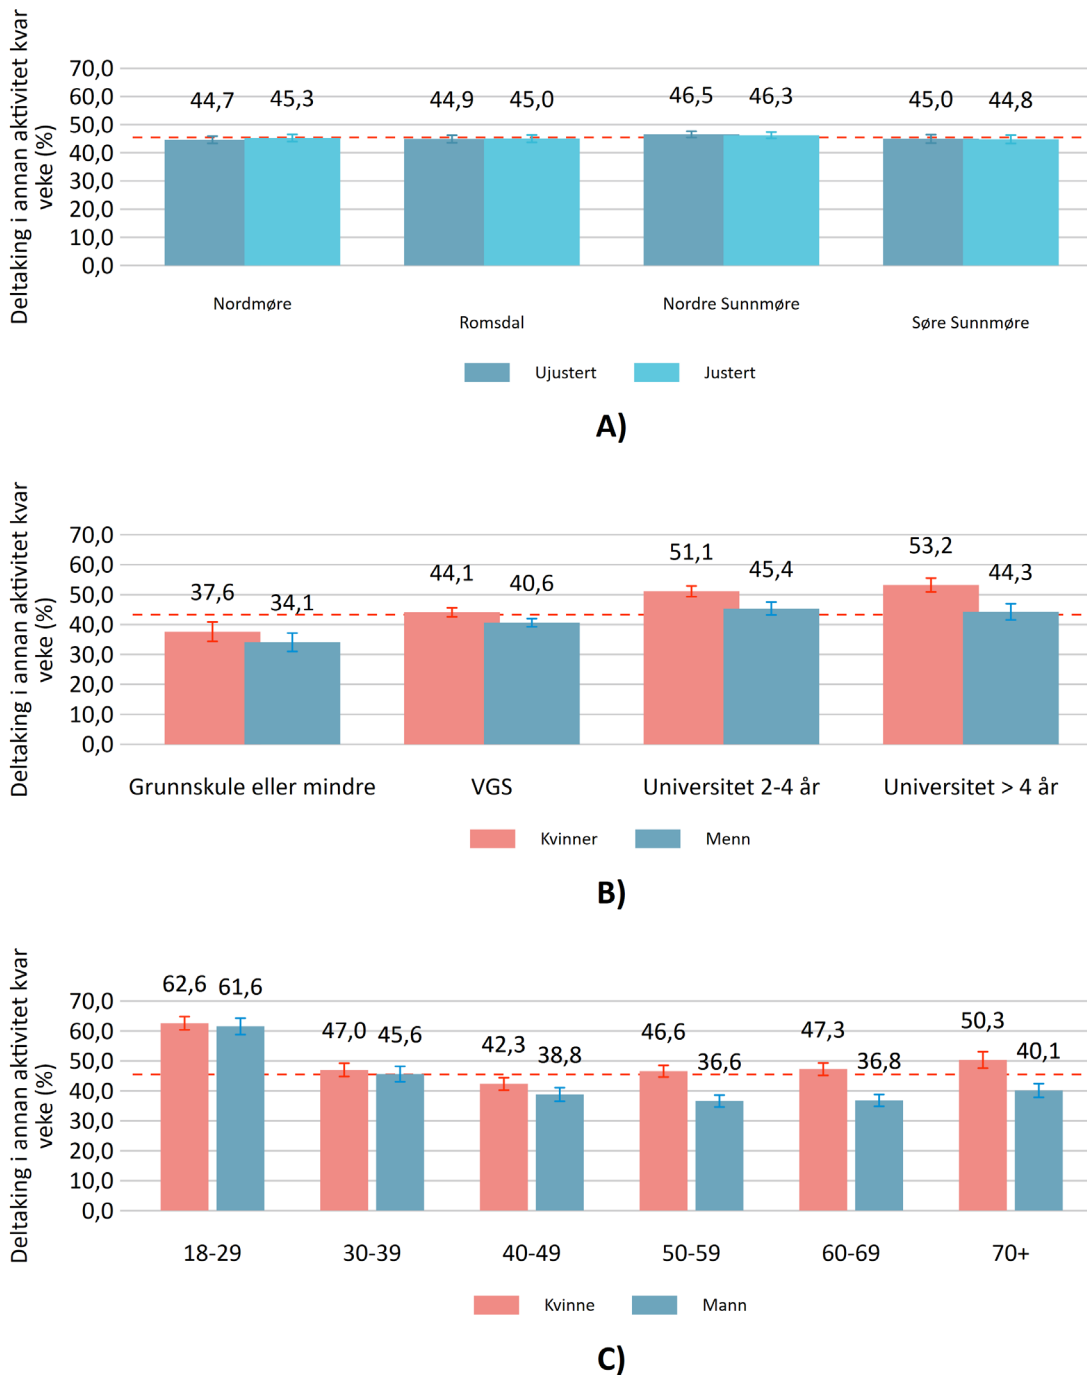 Deltaking i annan aktivitet kvar
veke (%)
70,0
60,0
50,0
40,0
30,0
20,0
10,0
0,0
44,7 45,3 44,9 45,0 46,5 46,3 45,0 44,8
Nordmøre Romsdal Nordre Sunnmøre Søre Sunnmøre
Ujustert Justert
A)
Deltaking i annan aktivitet kvar
veke (%)
70,0
60,0
50,0
40,0
30,0
20,0
10,0
0,0
37,6 34,1 44,1 40,6 51,1 45,4 53,2 44,3
Grunnskule eller mindre VGS Universitet 2-4 år Universitet > 4 år
Kvinner Menn
B)
Deltaking i annan aktivitet kvar
veke (%)
70,0
60,0
50,0
40,0
30,0
20,0
10,0
0,0
62,6 61,6 47,0 45,6 42,3 38,8 46,6 36,6 47,3 36,8 50,3 40,1
18-29 30-39 40-49 50-59 60-69 70+
Kvinne Mann
C)